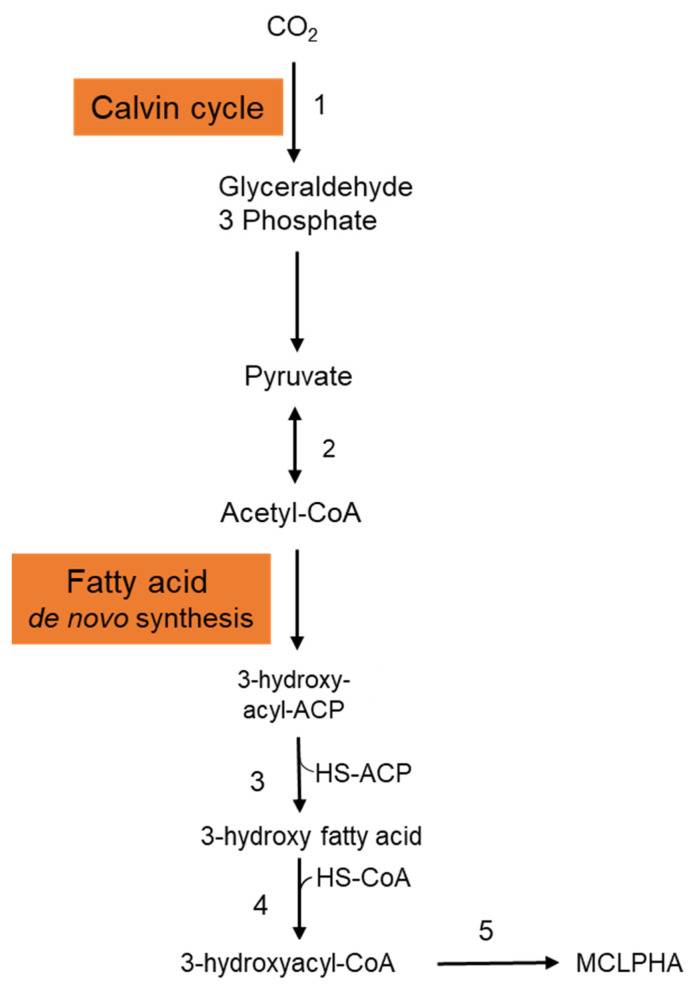 CO₂
Calvin cycle
1
Glyceraldehyde
3 Phosphate
Pyruvate
2
Acetyl-CoA
Fatty acid
de novo synthesis
3-hydroxy-
acyl-ACP
3
HS-ACP
3-hydroxy fatty acid
HS-CoA
4
5
3-hydroxyacyl-CoA
MCLPHA